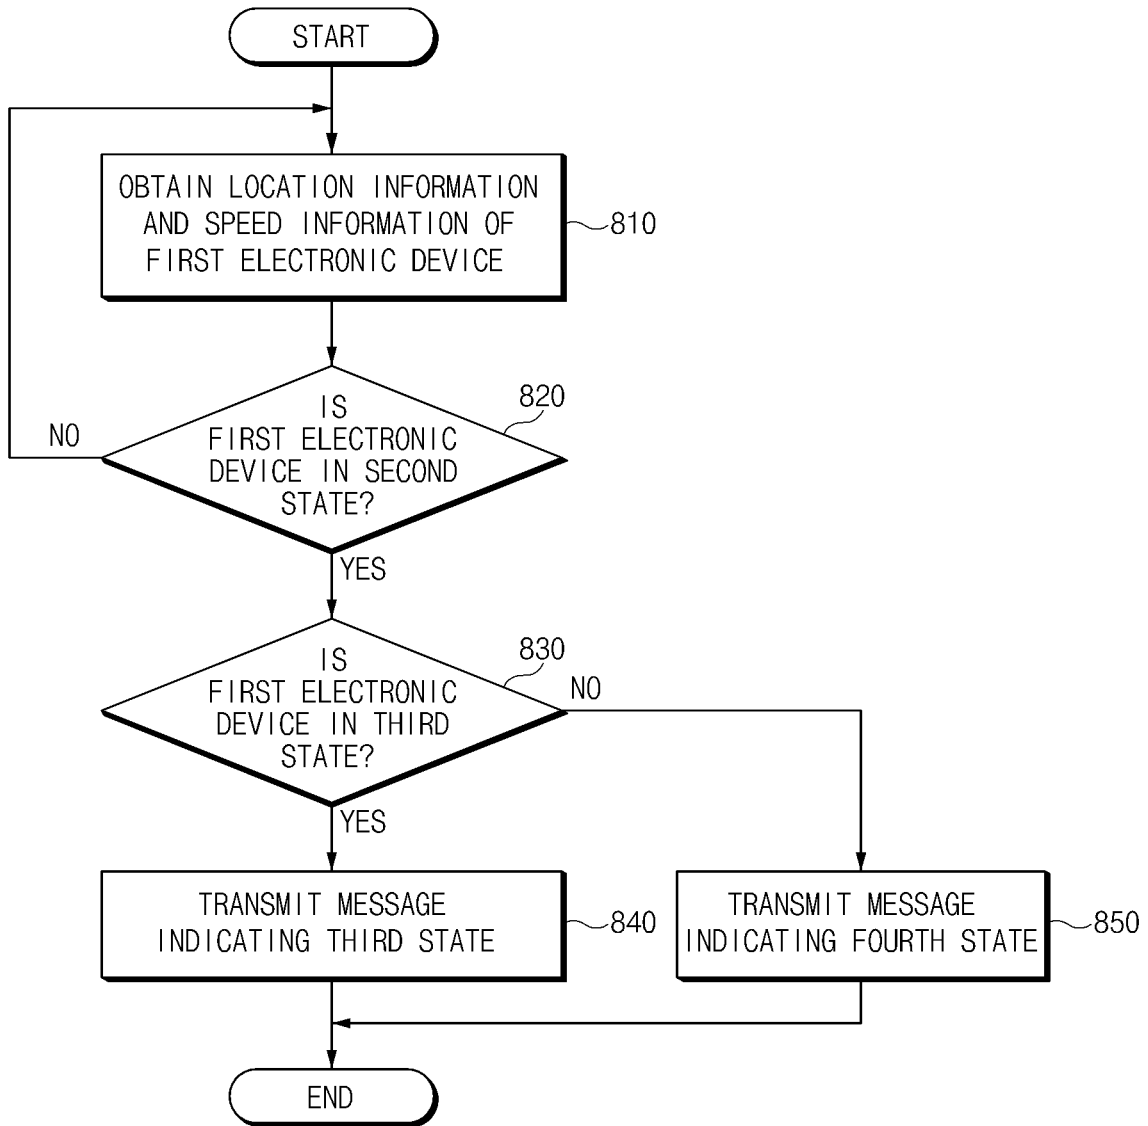 START
OBTAIN LOCATION INFORMATION
AND SPEED INFORMATION OF
FIRST ELECTRONIC DEVICE
810
820
IS
FIRST ELECTRONIC
DEVICE IN SECOND
STATE?
NO
YES
830
IS
FIRST ELECTRONIC
DEVICE IN THIRD
STATE?
NO
YES
TRANSMIT MESSAGE
INDICATING THIRD STATE
840
TRANSMIT MESSAGE
INDICATING FOURTH STATE
850
END